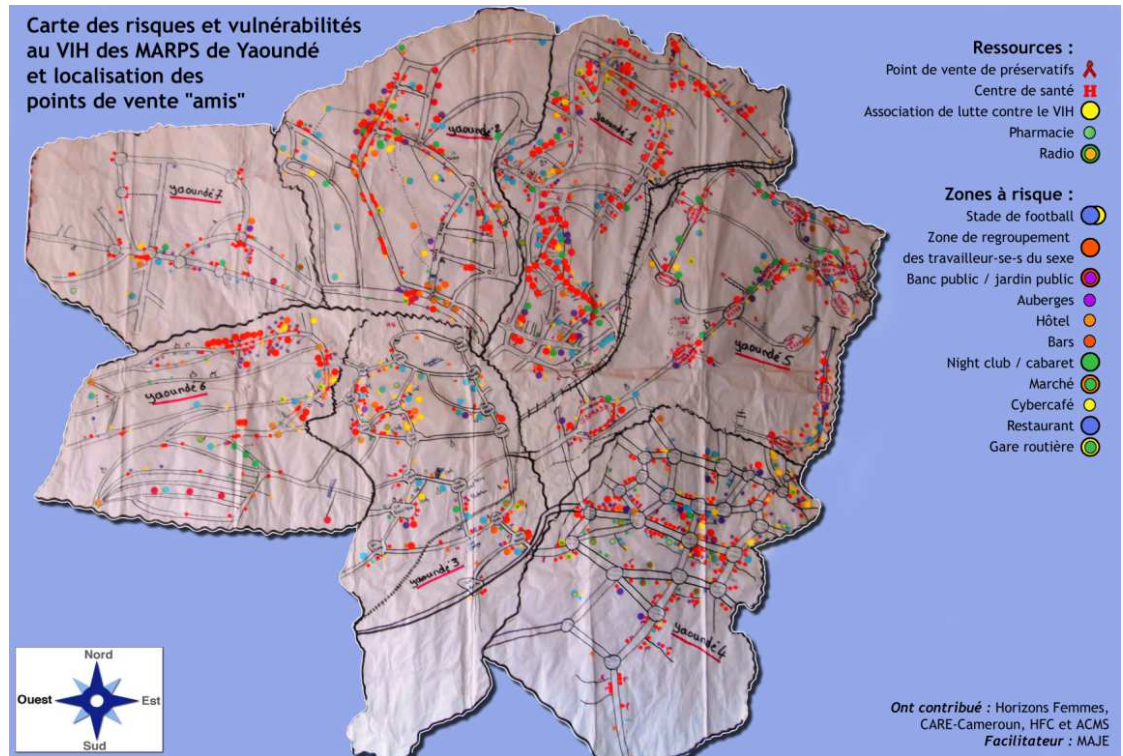 Carte des risques et vulnérabilités
au VIH des MARPS de Yaoundé
et localisation des
points de vente "amis"
Ressources :
Point de vente de préservatifs
Centre de santé H
Association de lutte contre le VIH
Pharmacie
Radio
Zones à risque :
Stade de football
Zone de regroupement
des travailleur-se-s du sexe
Banc public / jardin public
Auberges
Hôtel
Bars
Night club / cabaret
Marché
Cybercafé
Restaurant
Gare routière
yaoundé 2
yaoundé 1
yaoundé 7
yaoundé 5
yaoundé 6
yaoundé 3
yaoundé 4
Nord
Ouest
Est
Sud
Ont contribué : Horizons Femmes,
CARE-Cameroun, HFC et ACMS
Facilitateur : MAJE